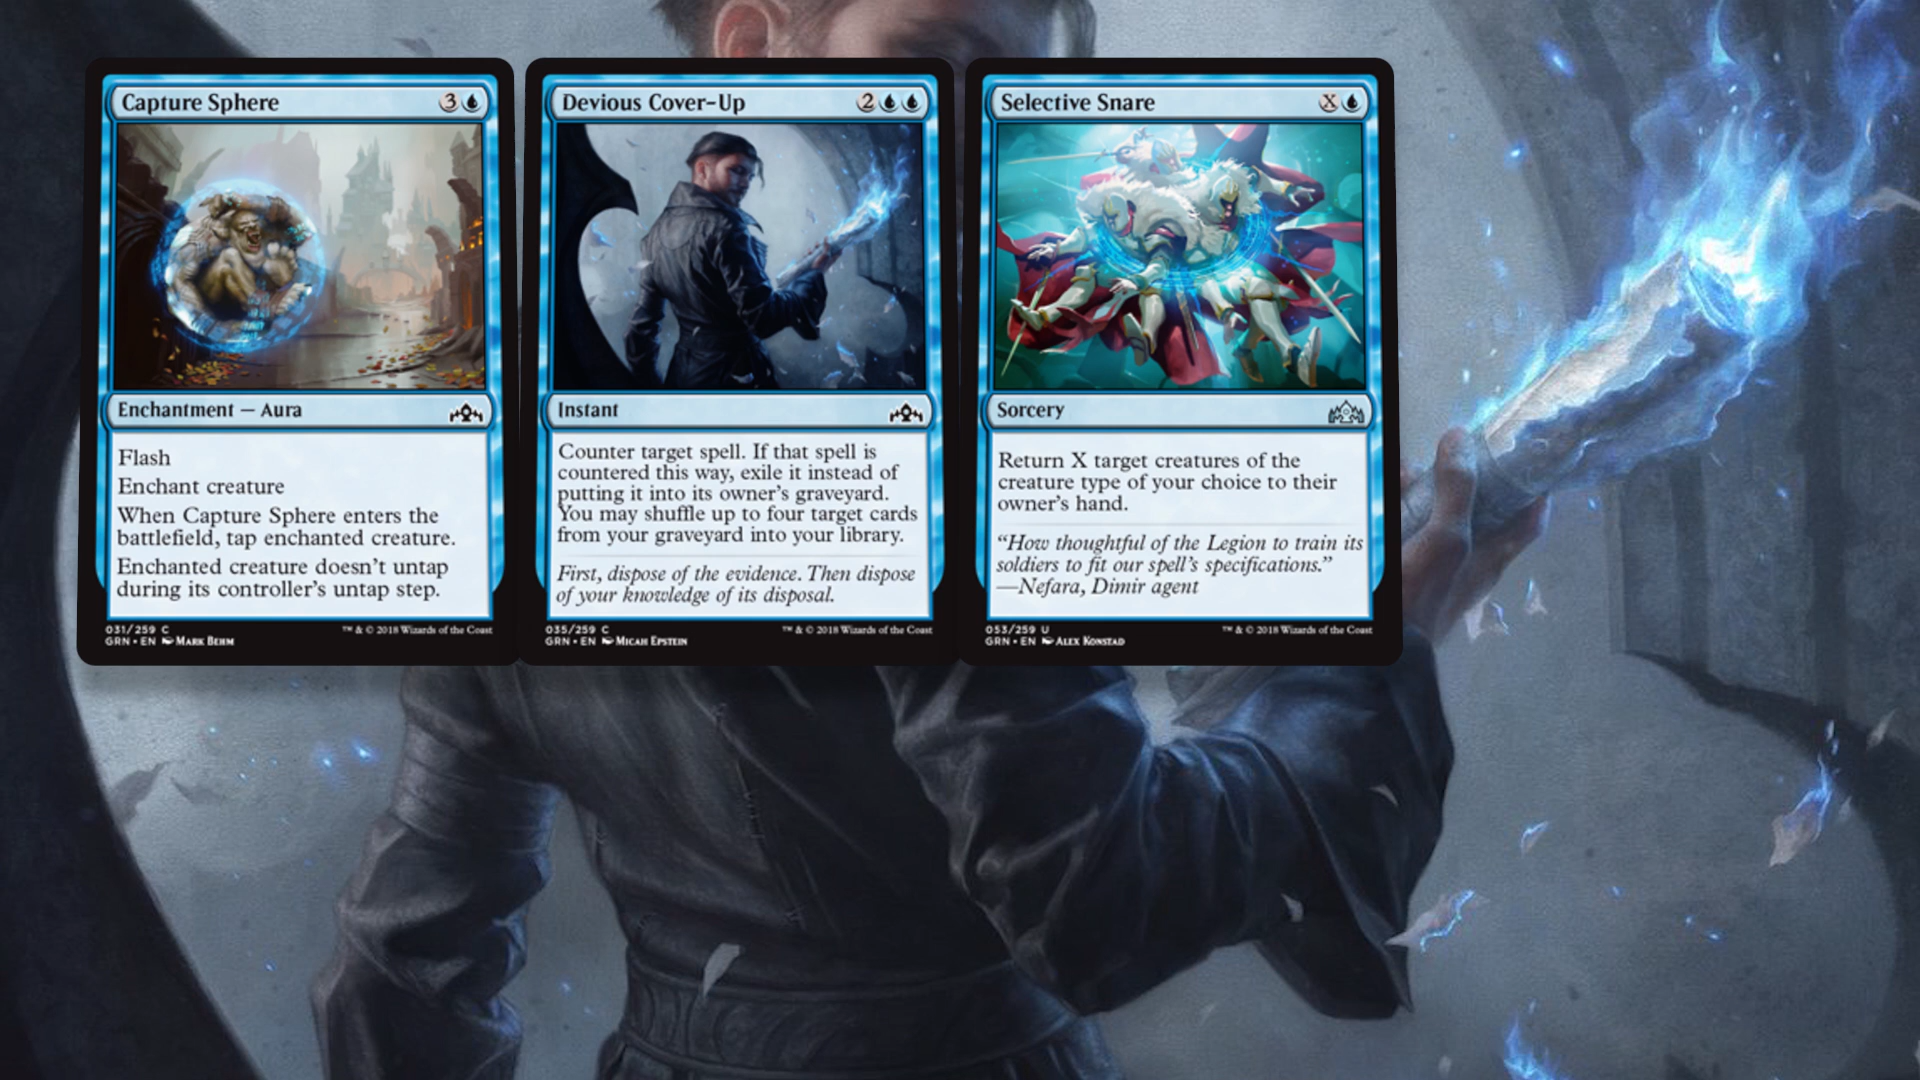 Capture Sphere 3
Enchantment — Aura
Flash
Enchant creature
When Capture Sphere enters the
battlefield, tap enchanted creature.
Enchanted creature doesn't untap
during its controller's untap step.
031/259 C
GRN • EN Mark Behm
™ & © 2018 Wizards of the Coast
Devious Cover-Up 2
Instant
Counter target spell. If that spell is
countered this way, exile it instead of
putting it into its owner's graveyard.
You may shuffle up to four target cards
from your graveyard into your library.
First, dispose of the evidence. Then dispose
of your knowledge of its disposal.
035/259 C
GRN • EN Micah Epstein
™ & © 2018 Wizards of the Coast
Selective Snare X
Sorcery
Return X target creatures of the
creature type of your choice to their
owner's hand.
“How thoughtful of the Legion to train its
soldiers to fit our spell's specifications.”
—Nefara, Dimir agent
053/259 U
GRN • EN Alex Konstad
™ & © 2018 Wizards of the Coast